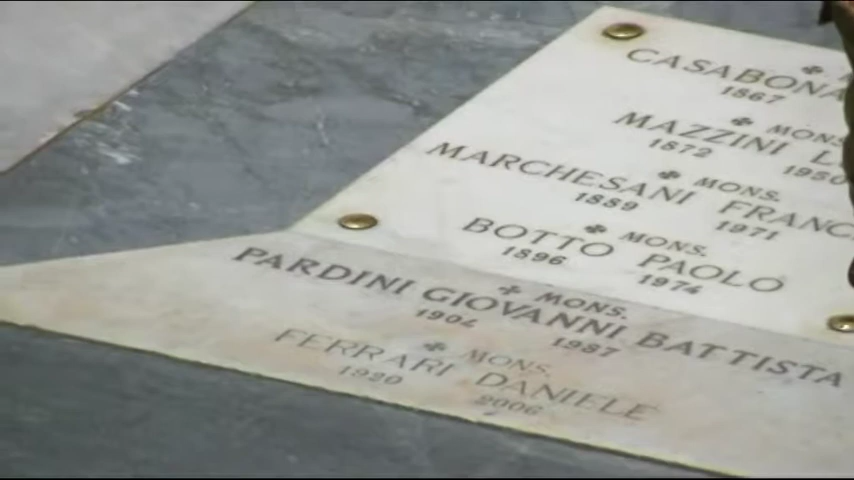 ✤
CASABONA
1867
✤ MONS.
MAZZINI L
1872 1950
✤ MONS.
MARCHESANI FRANC
1889 1971
✤ MONS.
BOTTO PAOLO
1896 1974
✤ MONS.
PARDINI GIOVANNI BATTISTA
1904 1987
✤ MONS.
FERRARI DANIELE
2006